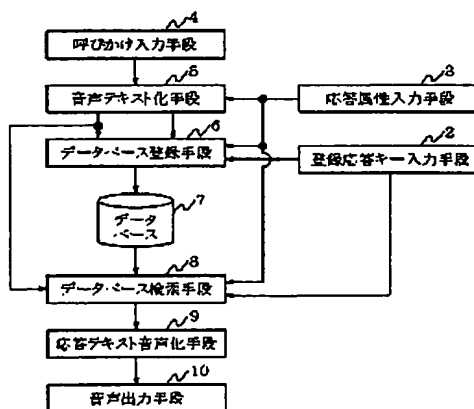 4
呼びかけ入力手段
5
3
音声テキスト化手段
応答属性入力手段
6
2
データベース登録手段
登録応答キー入力手段
7
データ
ベース
8
データベース検索手段
9
応答テキスト音声化手段
10
音声出力手段